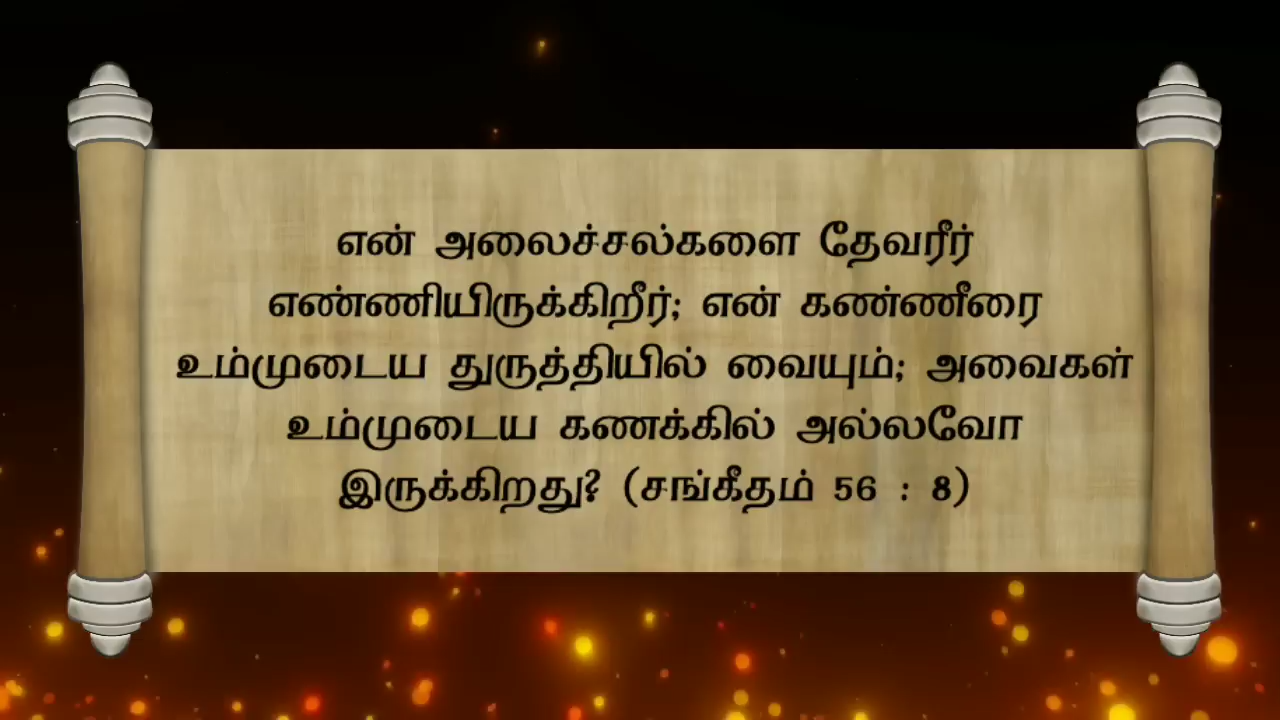 என் அலைச்சல்களை தேவரீர்
எண்ணியிருக்கிறீர்; என் கண்ணீரை
உம்முடைய துருத்தியில் வையும்; அவைகள்
உம்முடைய கணக்கில் அல்லவோ
இருக்கிறது? (சங்கீதம் 56 : 8)